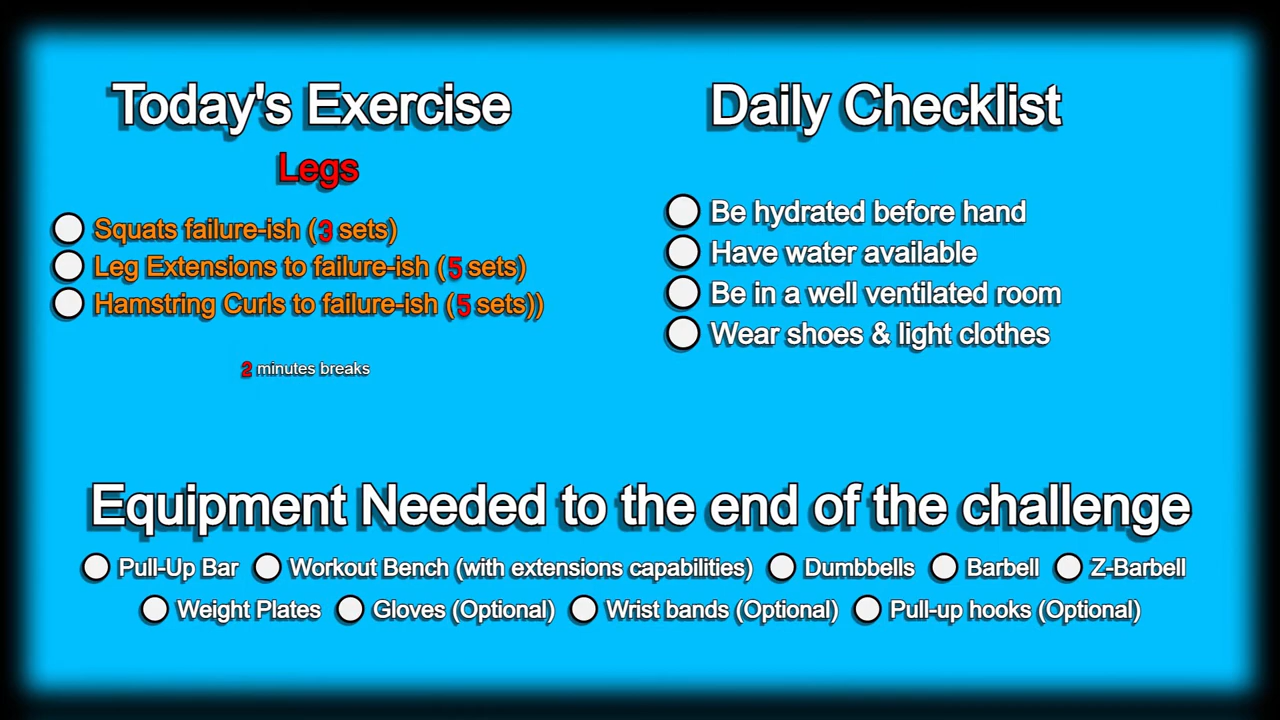 Today's Exercise
Legs
Squats failure-ish (3 sets)
Leg Extensions to failure-ish (5 sets)
Hamstring Curls to failure-ish (5 sets))
2 minutes breaks
Daily Checklist
Be hydrated before hand
Have water available
Be in a well ventilated room
Wear shoes & light clothes
Equipment Needed to the end of the challenge
Pull-Up Bar Workout Bench (with extensions capabilities) Dumbbells Barbell Z-Barbell
Weight Plates Gloves (Optional) Wrist bands (Optional) Pull-up hooks (Optional)